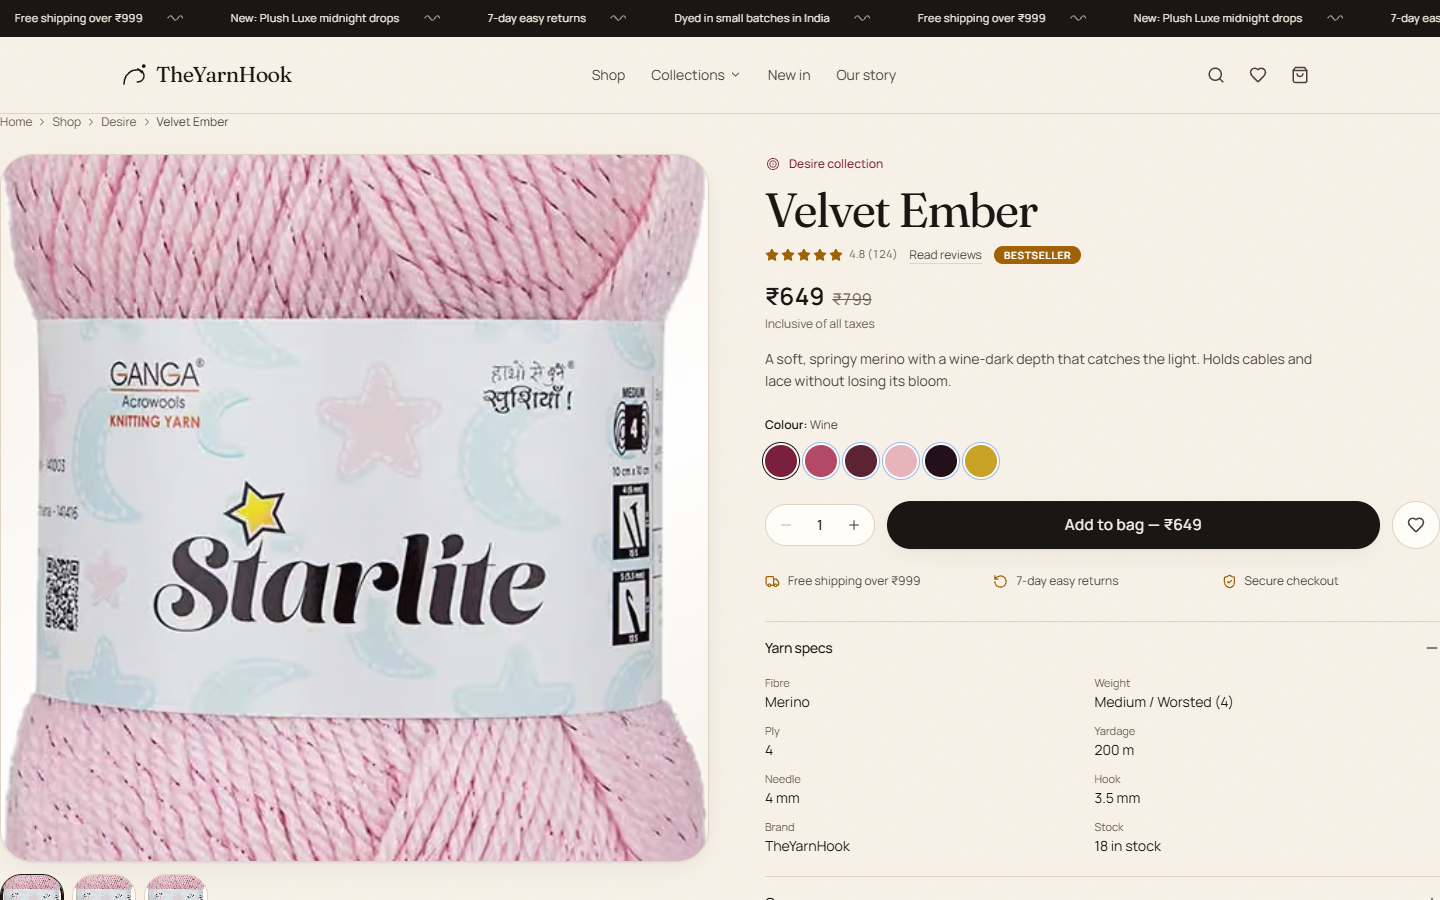 Free shipping over ₹999
New: Plush Luxe midnight drops
7-day easy returns
Dyed in small batches in India
Free shipping over ₹999
New: Plush Luxe midnight drops
7-day eas
TheYarnHook
Shop
Collections
New in
Our story
Home > Shop > Desire > Velvet Ember
GANGA®
Acrowools
KNITTING YARN
हाथों से बुनें®
खुशियाँ !
MEDIUM
4
10 cm x 10 cm
- 141003
- 141416
Starlite
Desire collection
Velvet Ember
4.8 (124)
Read reviews
BESTSELLER
₹649 ₹799
Inclusive of all taxes
A soft, springy merino with a wine-dark depth that catches the light. Holds cables and
lace without losing its bloom.
Colour: Wine
1
Add to bag — ₹649
Free shipping over ₹999
7-day easy returns
Secure checkout
Yarn specs
Fibre
Merino
Weight
Medium / Worsted (4)
Ply
4
Yardage
200 m
Needle
4 mm
Hook
3.5 mm
Brand
TheYarnHook
Stock
18 in stock